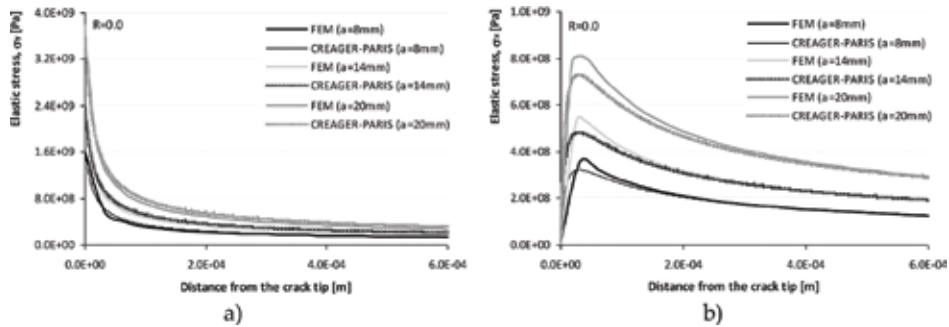 Elastic stress, σy [Pa]
4.0E+09
3.2E+09
2.4E+09
1.6E+09
8.0E+08
0.0E+00
R=0.0
FEM (a=8mm)
CREAGER-PARIS (a=8mm)
FEM (a=14mm)
CREAGER-PARIS (a=14mm)
FEM (a=20mm)
CREAGER-PARIS (a=20mm)
0.0E+00 2.0E-04 4.0E-04 6.0E-04
Distance from the crack tip [m]
a)
Elastic stress, σx [Pa]
1.0E+09
8.0E+08
6.0E+08
4.0E+08
2.0E+08
0.0E+00
R=0.0
FEM (a=8mm)
CREAGER-PARIS (a=8mm)
FEM (a=14mm)
CREAGER-PARIS (a=14mm)
FEM (a=20mm)
CREAGER-PARIS (a=20mm)
0.0E+00 2.0E-04 4.0E-04 6.0E-04
Distance from the crack tip [m]
b)